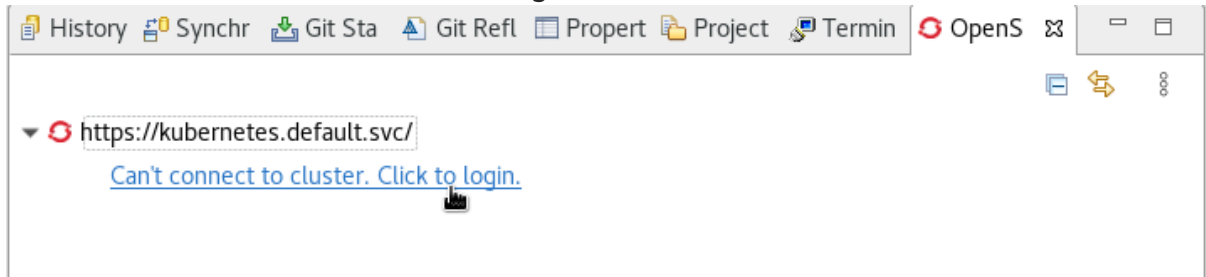 History Synchr Git Sta Git Refl Propert Project Termin OpenS
https://kubernetes.default.svc/
Can't connect to cluster. Click to login.